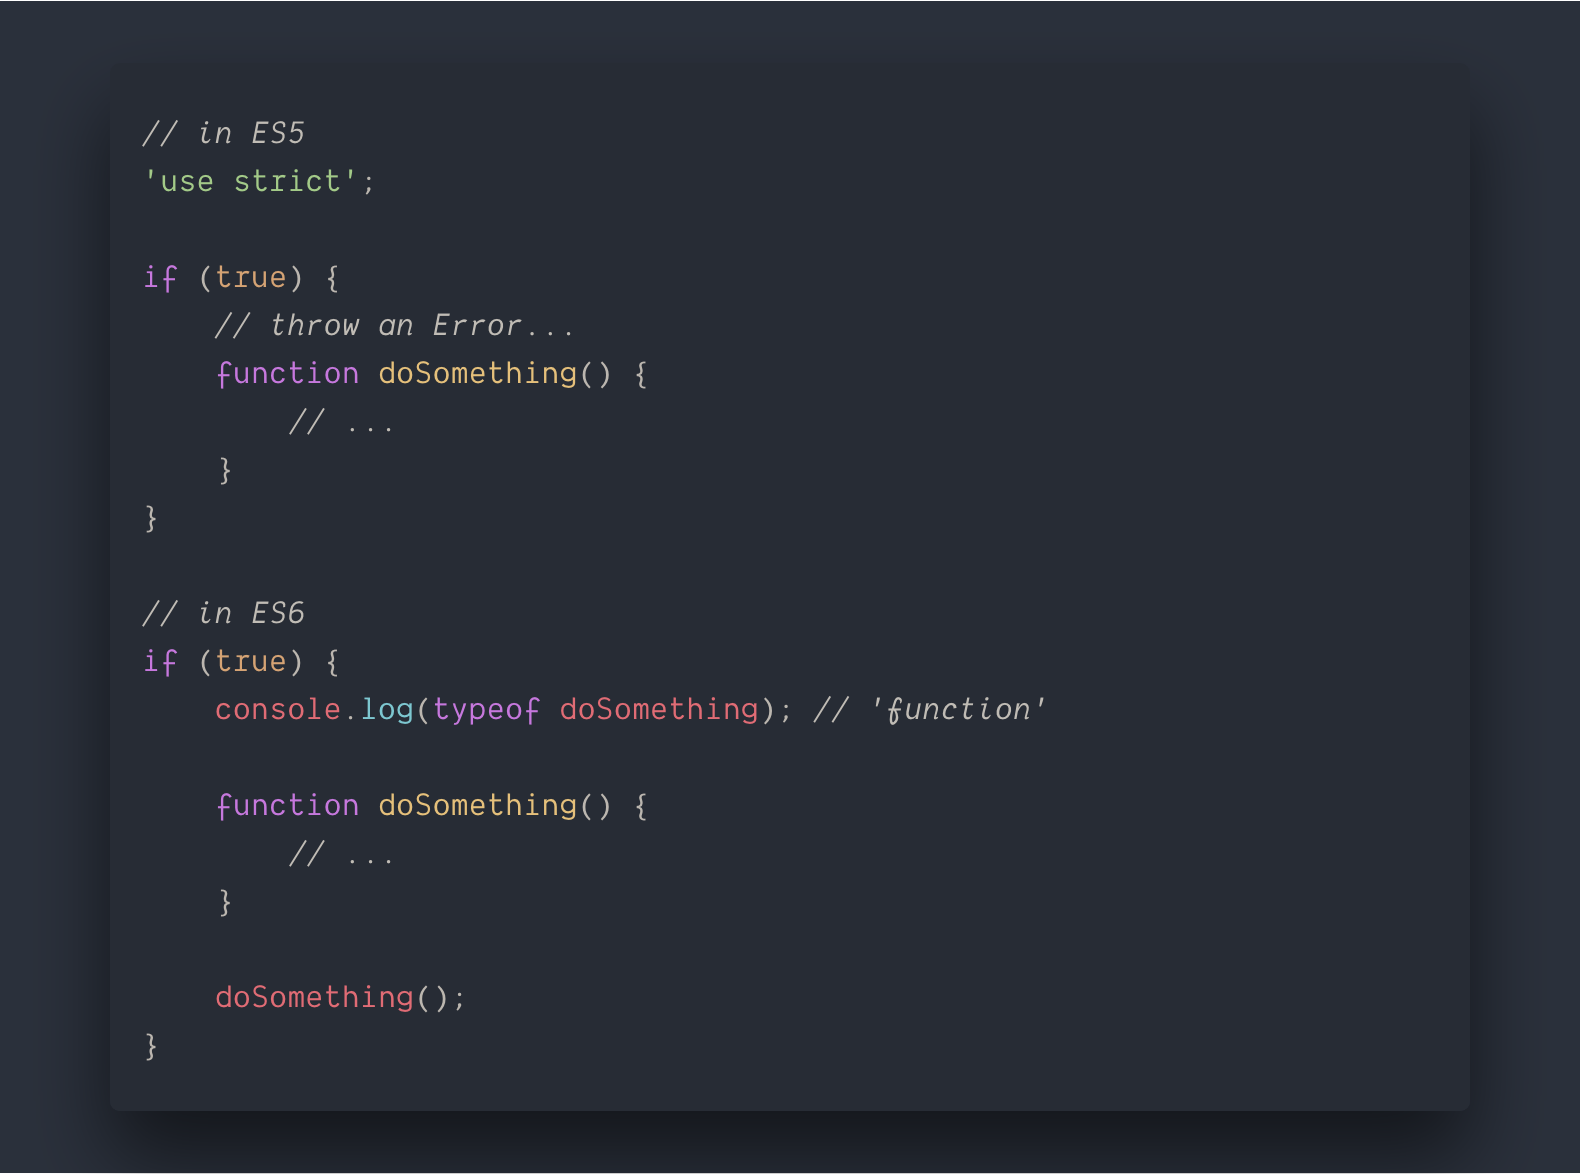 // in ES5
'use strict';
if (true) {
    // throw an Error...
    function doSomething() {
        // ...
    }
}
// in ES6
if (true) {
    console.log(typeof doSomething); // 'function'
    function doSomething() {
        // ...
    }
    doSomething();
}